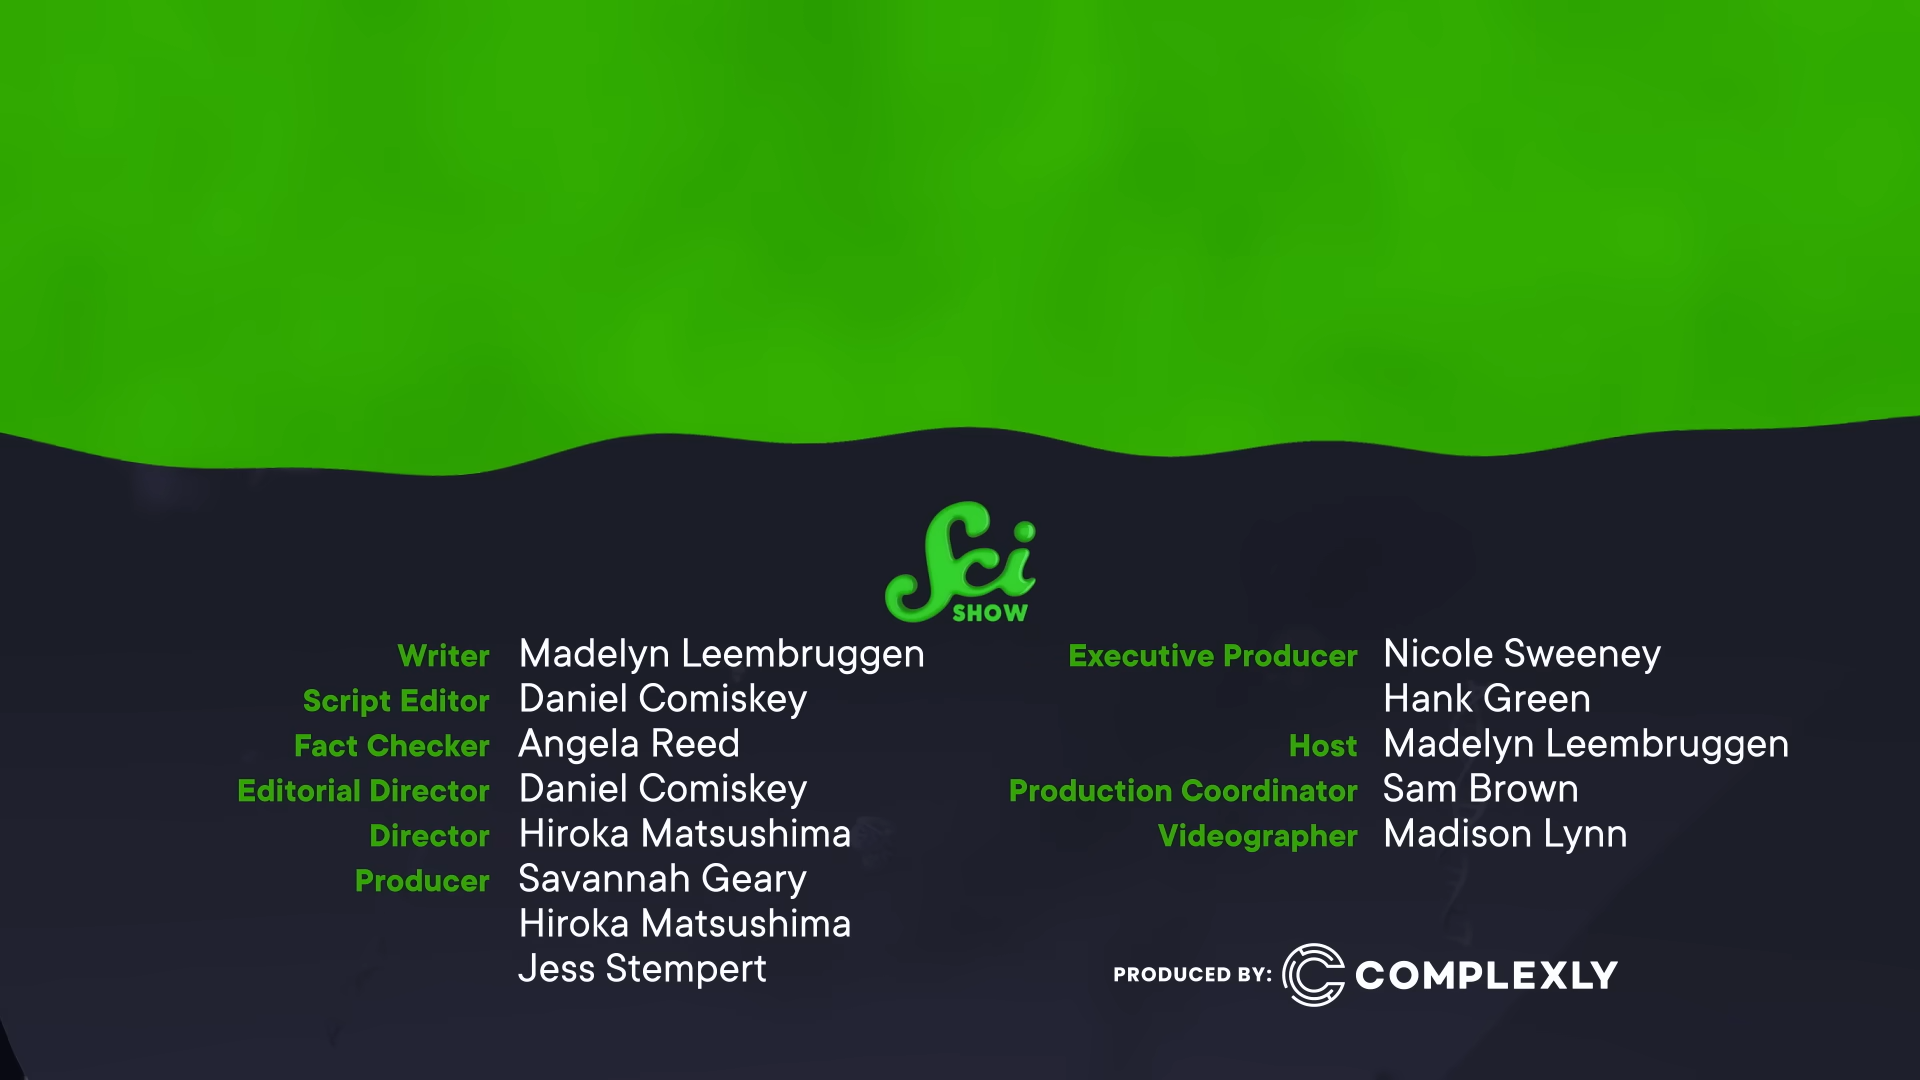 Sci
SHOW
Writer Madelyn Leembruggen
Script Editor Daniel Comiskey
Fact Checker Angela Reed
Editorial Director Daniel Comiskey
Director Hiroka Matsushima
Producer Savannah Geary
Hiroka Matsushima
Jess Stempert
Executive Producer Nicole Sweeney
Hank Green
Host Madelyn Leembruggen
Production Coordinator Sam Brown
Videographer Madison Lynn
PRODUCED BY: COMPLEXLY